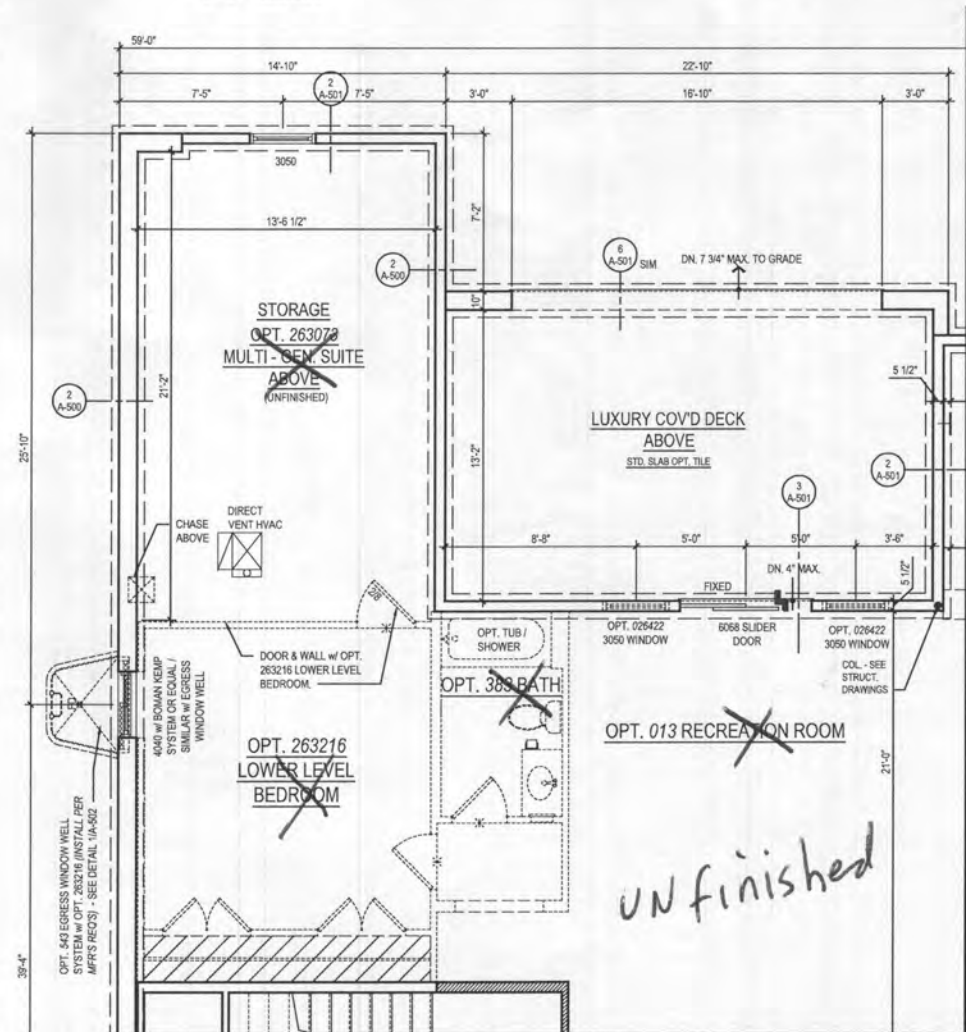 59'-0"
14'-10"
22'-10"
7'-5"
2
A-501
7'-5"
3'-0"
16'-10"
3'-0"
3050
13'-6 1/2"
7'-2"
2
A-500
6
A-501
SIM
DN. 7 3/4" MAX. TO GRADE
10"
STORAGE
OPT. 263073
MULTI - GEN. SUITE
ABOVE
(UNFINISHED)
21'-2"
2
A-500
25'-10"
5 1/2"
LUXURY COV'D DECK
ABOVE
STD. SLAB OPT. TILE
13'-2"
2
A-501
3
A-501
CHASE
ABOVE
DIRECT
VENT HVAC
8'-8"
5'-0"
5'-0"
3'-6"
DN. 4" MAX.
5 1/2"
FIXED
OPT. 026422
3050 WINDOW
6068 SLIDER
DOOR
OPT. 026422
3050 WINDOW
COL. - SEE
STRUCT.
DRAWINGS
OPT. TUB /
SHOWER
DOOR & WALL w/ OPT.
263216 LOWER LEVEL
BEDROOM.
4040 w/ BOMAN KEMP
SYSTEM OR EQUAL /
SIMILAR w/ EGRESS
WINDOW WELL
OPT. 383 BATH
OPT. 013 RECREATION ROOM
OPT. 263216
LOWER LEVEL
BEDROOM
21'-0"
OPT. 543 EGRESS WINDOW WELL
SYSTEM w/ OPT. 263216 (INSTALL PER
MFR'S REQ'S) - SEE DETAIL 1/A-502
UNfinished
39'-4"